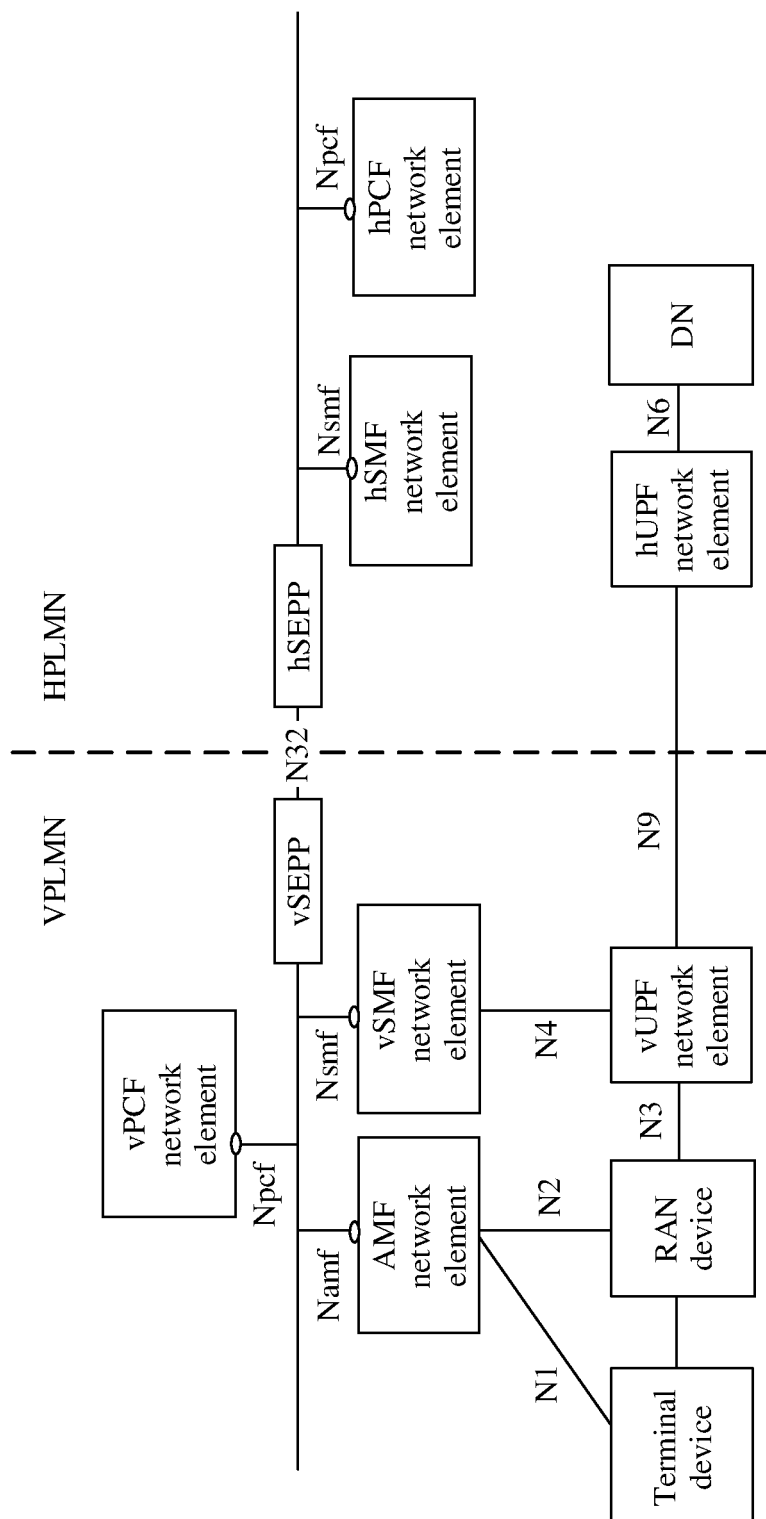 VPLMN
HPLMN
vPCF
network
element
Npcf
vSEPP
N32
hSEPP
Namf
Nsmf
Nsmf
Npcf
AMF
network
element
vSMF
network
element
hSMF
network
element
hPCF
network
element
N1
N2
N4
Terminal
device
RAN
device
N3
vUPF
network
element
N9
hUPF
network
element
N6
DN